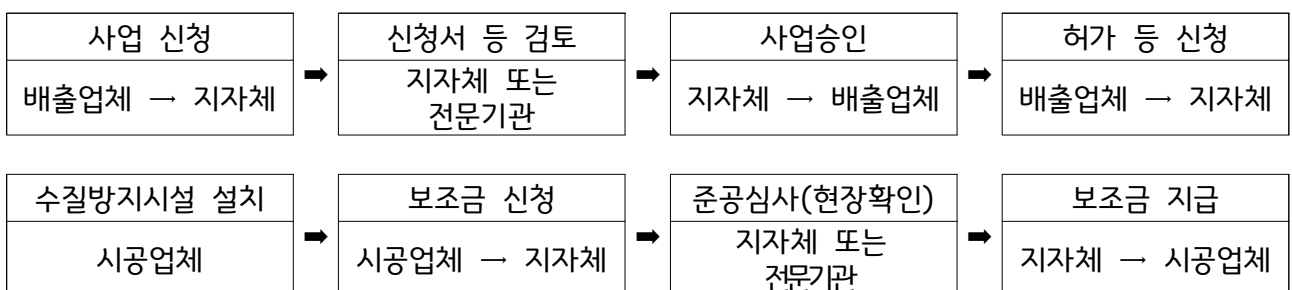 사업 신청
배출업체 → 지자체
➡
신청서 등 검토
지자체 또는
전문기관
➡
사업승인
지자체 → 배출업체
➡
허가 등 신청
배출업체 → 지자체
수질방지시설 설치
시공업체
➡
보조금 신청
시공업체 → 지자체
➡
준공심사(현장확인)
지자체 또는
전문기관
➡
보조금 지급
지자체 → 시공업체